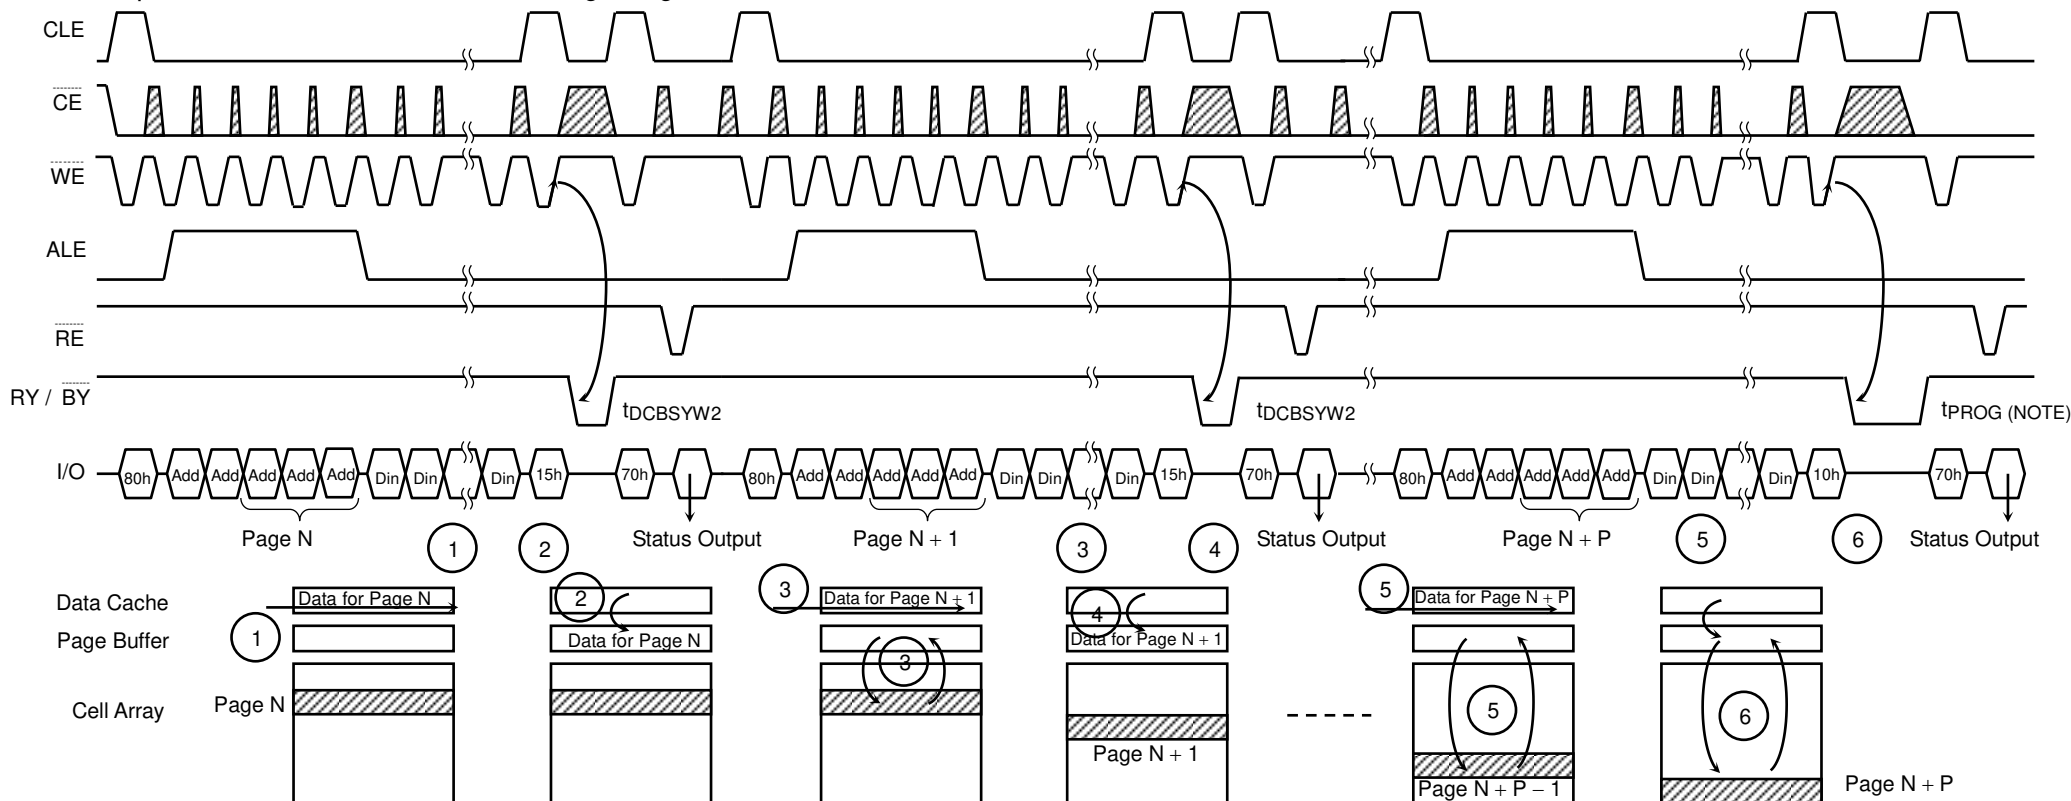 CLE
CE
WE
ALE
RE
RY / BY
tDCBSYW2 tDCBSYW2 tPROG (NOTE)
I/O 80h Add Add Add Add Add Din Din Din 15h 70h 80h Add Add Add Add Add Din Din Din 15h 70h 80h Add Add Add Add Add Din Din Din 10h 70h
Page N 1 2 Status Output Page N + 1 3 4 Status Output Page N + P 5 6 Status Output
Data Cache Data for Page N 2 3 Data for Page N + 1 4 5 Data for Page N + P
Page Buffer 1 Data for Page N 3 Data for Page N + 1
Cell Array Page N 5 6
Page N + 1
Page N + P − 1 Page N + P